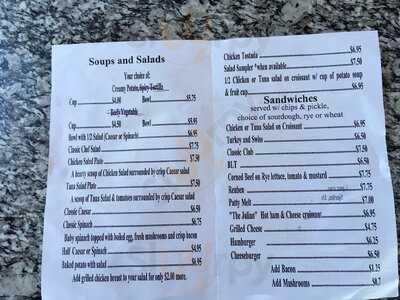 Soups and Salads
Your choice of:
Creamy Potato, Spicy Tortilla
Cup $4.00 Bowl $5.75
Beefy Vegetable
Cup $4.50 Bowl $5.95
Bowl with 1/2 Salad (Caesar or Spinach) $6.95
Classic Chef Salad $7.75
Chicken Salad Plate $7.50
A heavy scoop of Chicken Salad surrounded by crisp Caesar salad
Tuna Salad Plate $7.50
A scoop of Tuna Salad & tomatoes surrounded by crisp salad
Classic Caesar $6.50
Classic Spinach $6.75
Baby spinach topped with boiled egg, fresh mushrooms and crisp bacon
Half Caesar or Spinach $4.95
Baked potato with salad $6.95
Add grilled chicken breast to your salad for only $2.00 more.
Chicken Tostada $6.95
Salad Sampler *when available $7.50
1/2 Chicken or Tuna salad on croissant w/ cup of potato soup
& fruit cup $6.95
Sandwiches
served w/ chips & pickle,
choice of sourdough, rye or wheat
Chicken or Tuna Salad on Croissant $6.95
Turkey and Swiss $6.50
Classic Club $7.50
BLT $6.50
Corned Beef on Rye lettuce, tomato & mustard $7.75
Reuben $7.75
Patty Melt $7.00
"The Julian" Hot ham & Cheese croissant $6.95
Grilled Cheese $4.75
Hamburger $6.25
Cheeseburger $6.50
Add Bacon $1.25
Add Mushrooms